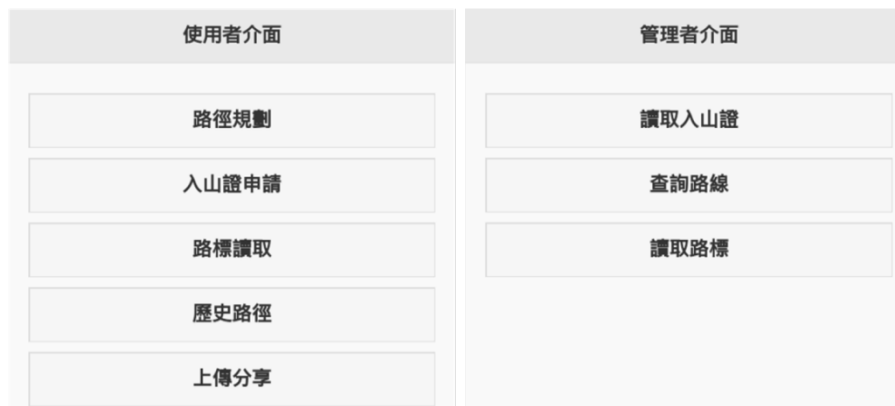 使用者介面
路徑規劃
入山證申請
路標讀取
歷史路徑
上傳分享
管理者介面
讀取入山證
查詢路線
讀取路標